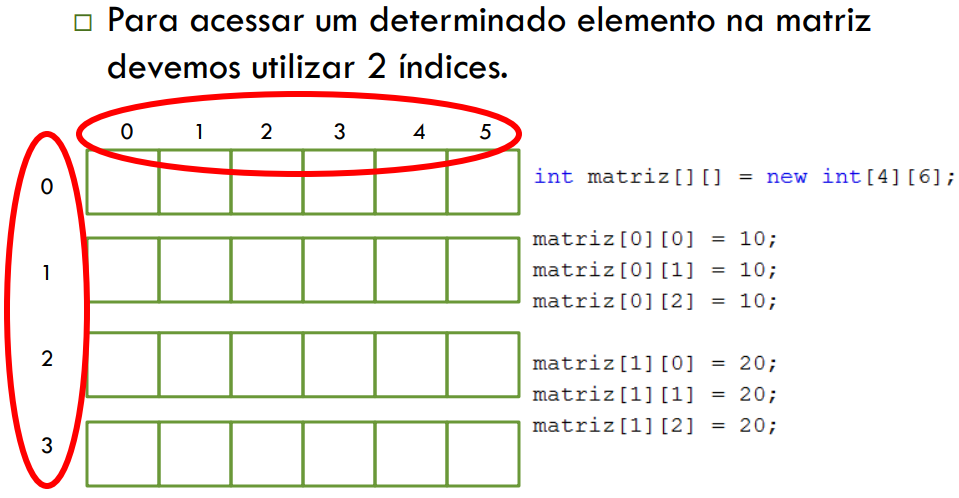 Para acessar um determinado elemento na matriz
devemos utilizar 2 índices.
0 1 2 3 4 5
0
1
2
3
int matriz[][] = new int[4][6];
matriz[0][0] = 10;
matriz[0][1] = 10;
matriz[0][2] = 10;
matriz[1][0] = 20;
matriz[1][1] = 20;
matriz[1][2] = 20;